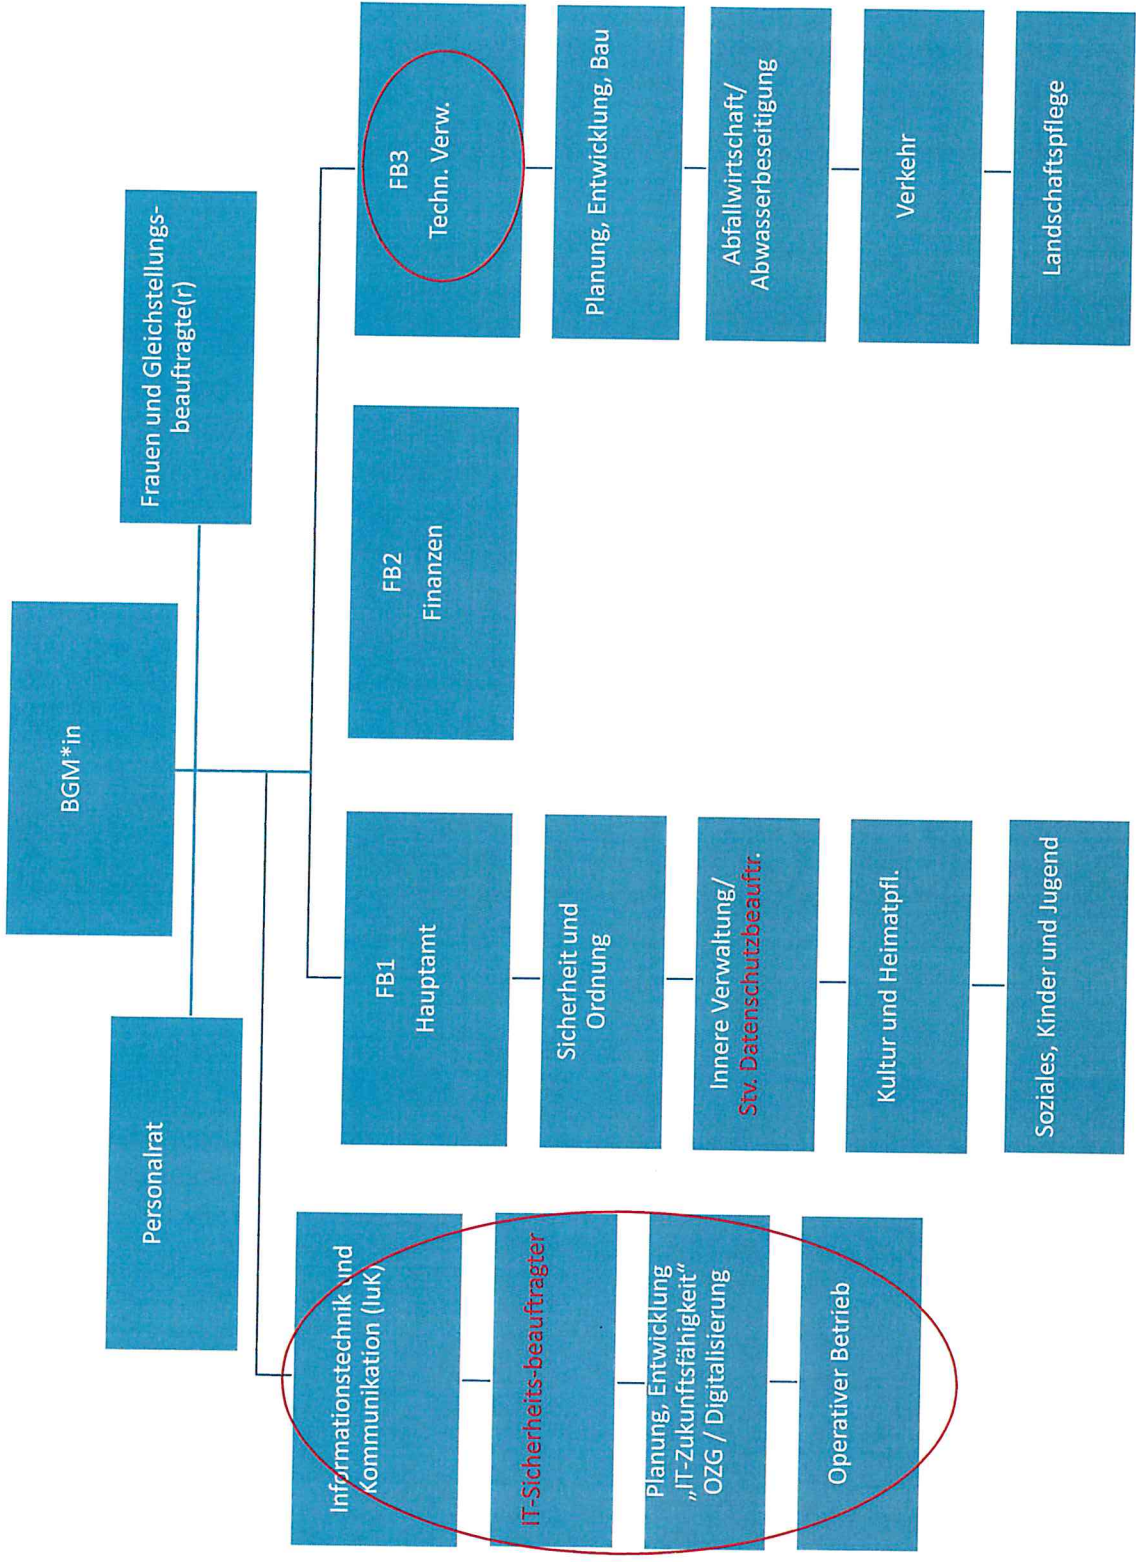 BGM*in
Personalrat
Frauen und Gleichstellungs-
beauftragte(r)
Informationstechnik und
Kommunikation (IuK)
IT-Sicherheits-beauftragter
Planung, Entwicklung
„IT-Zukunftsfähigkeit“
OZG / Digitalisierung
Operativer Betrieb
FB1
Hauptamt
Sicherheit und
Ordnung
Innere Verwaltung/
Stv. Datenschutzbeauftr.
Kultur und Heimatpfl.
Soziales, Kinder und Jugend
FB2
Finanzen
FB3
Techn. Verw.
Planung, Entwicklung, Bau
Abfallwirtschaft/
Abwasserbeseitigung
Verkehr
Landschaftspflege